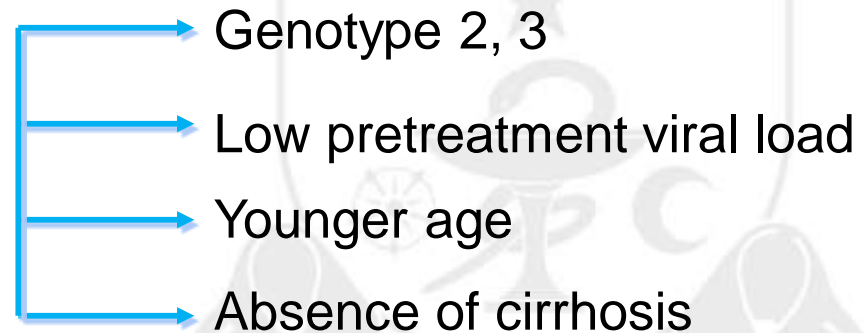 Genotype 2, 3
Low pretreatment viral load
Younger age
Absence of cirrhosis